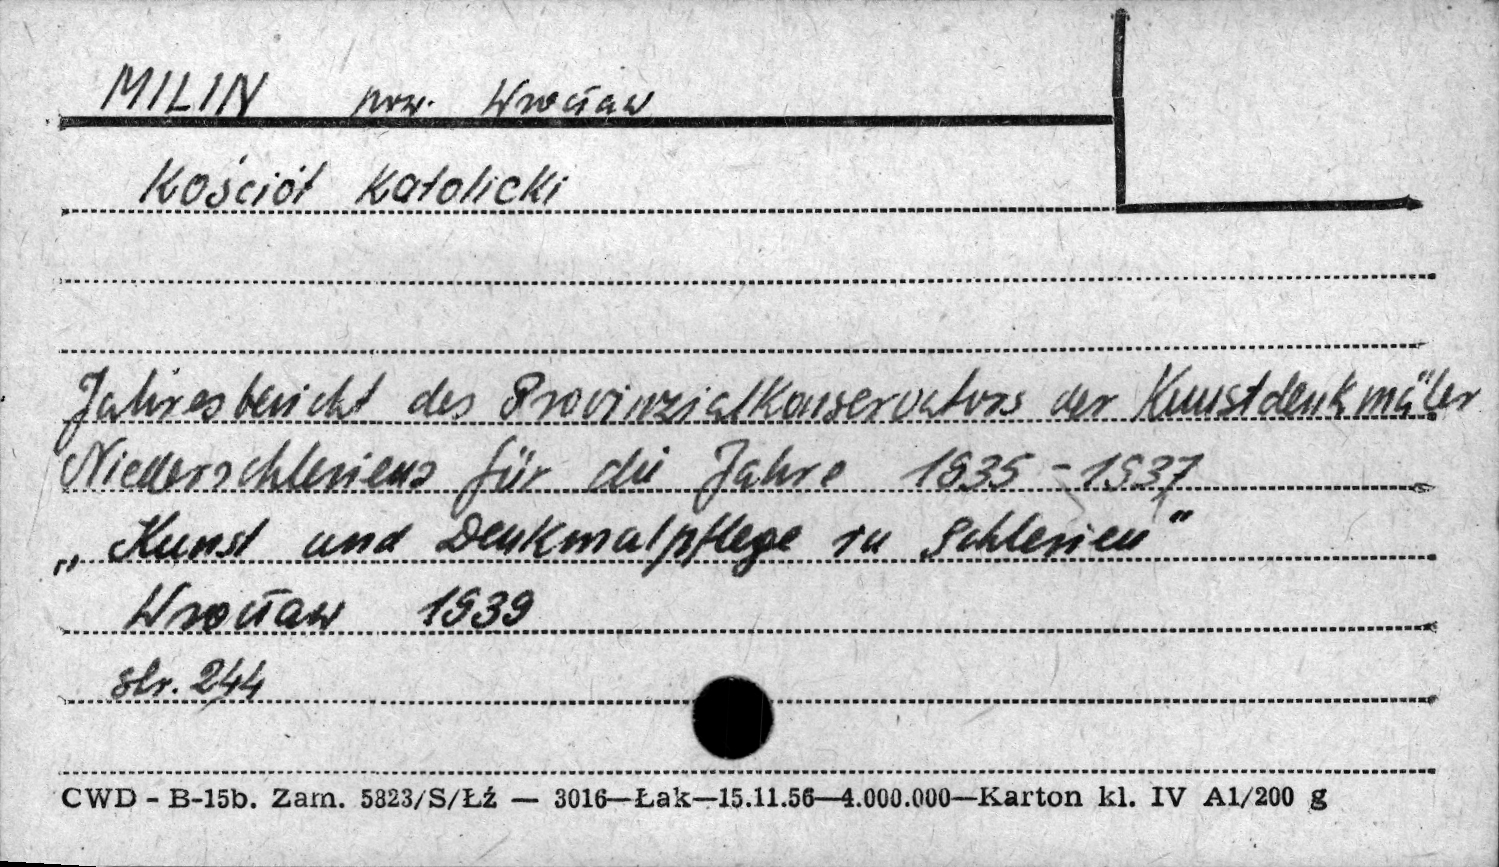 MILIN pow. Wrocław
Kościół Katolicki
Jahresbericht des Provinzialkonservators der Kunstdenkmäler
Niederschlesiens für die Jahre 1935-1937
„Kunst und Denkmalpflege in Schlesien"
Wrocław 1939
str. 244
CWD - B-15b. Zam. 5823/S/Łź — 3016—Łak—15.11.56—4.000.000—Karton kl. IV A1/200 g